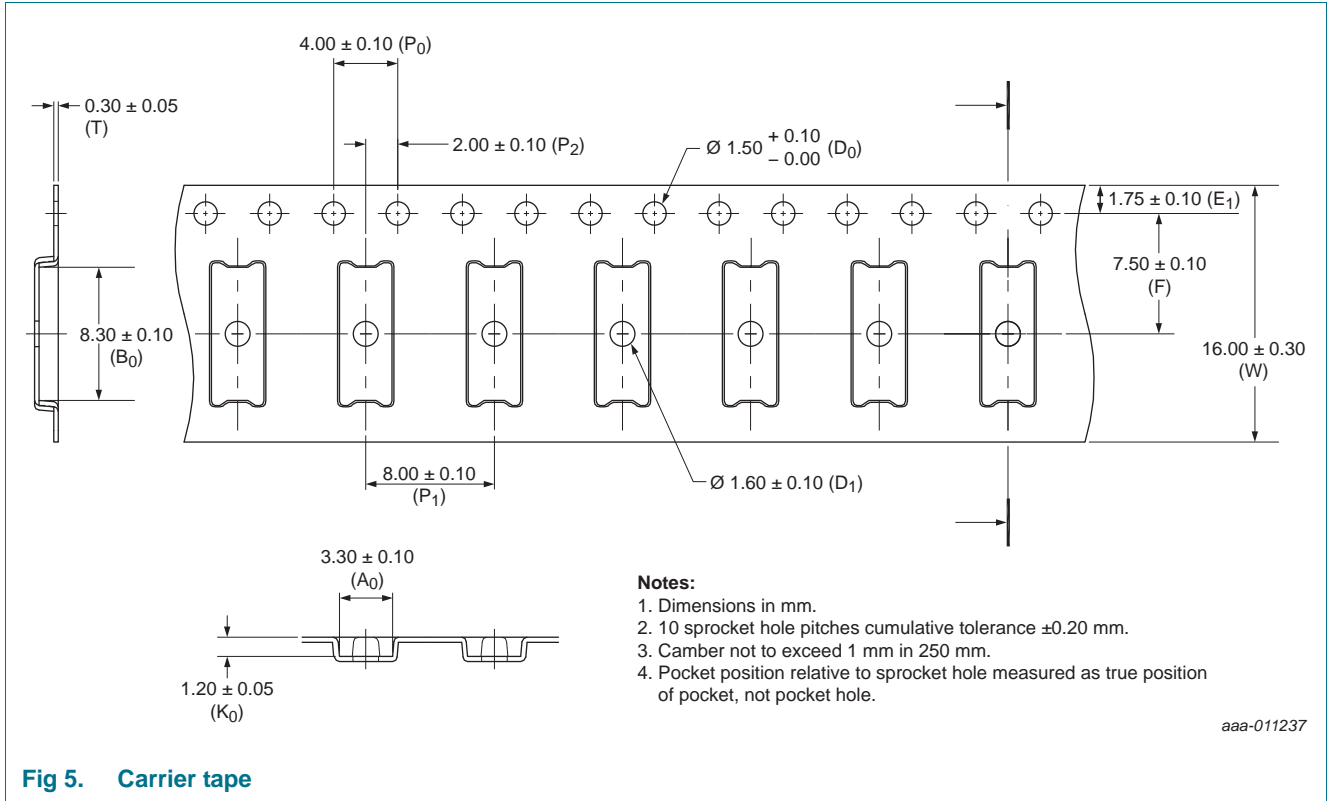 4.00 ± 0.10 (P0)
0.30 ± 0.05
(T)
2.00 ± 0.10 (P2)
Ø 1.50 + 0.10 − 0.00 (D0)
1.75 ± 0.10 (E1)
7.50 ± 0.10
(F)
8.30 ± 0.10
(B0)
16.00 ± 0.30
(W)
8.00 ± 0.10
(P1)
Ø 1.60 ± 0.10 (D1)
3.30 ± 0.10
(A0)
1.20 ± 0.05
(K0)
Notes:
1. Dimensions in mm.
2. 10 sprocket hole pitches cumulative tolerance ±0.20 mm.
3. Camber not to exceed 1 mm in 250 mm.
4. Pocket position relative to sprocket hole measured as true position
of pocket, not pocket hole.
aaa-011237
Fig 5. Carrier tape